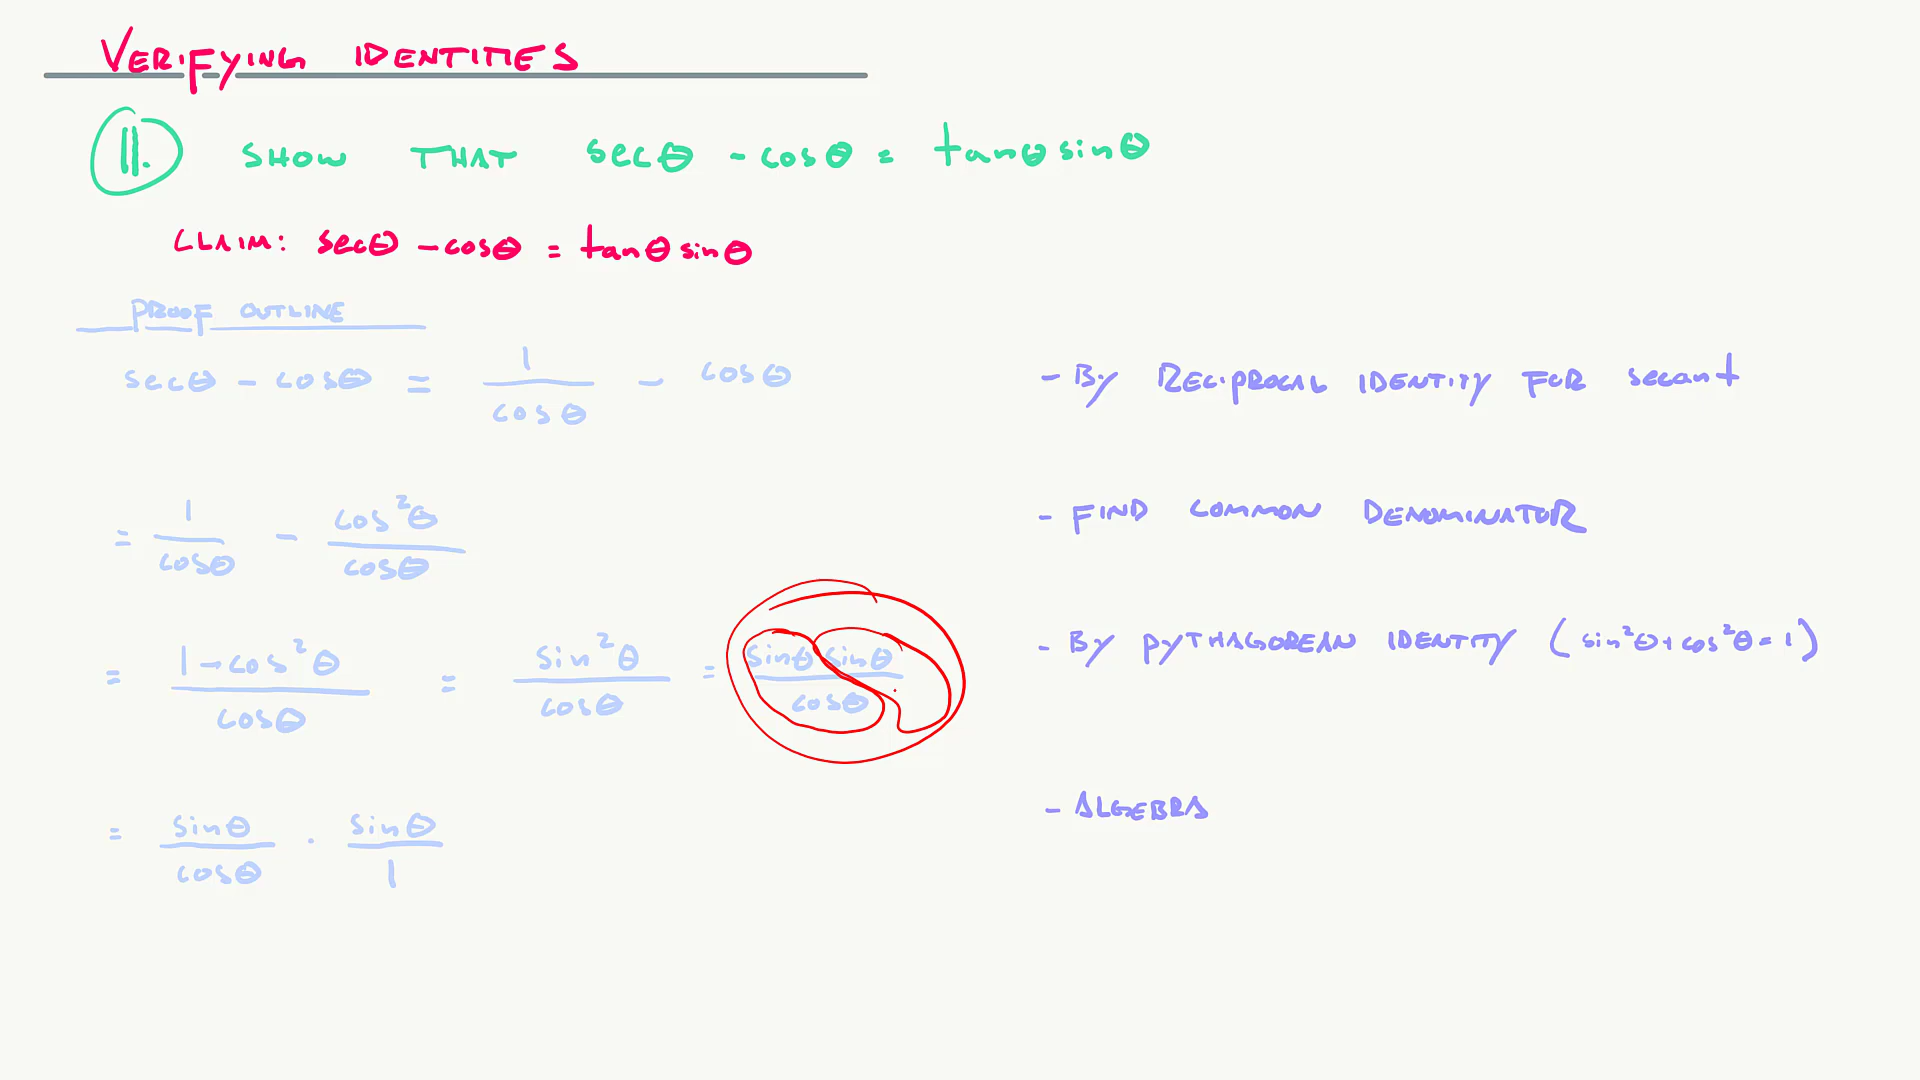 VERIFYING IDENTITIES
11. SHOW THAT secθ - cosθ = tanθ sinθ
CLAIM: secθ - cosθ = tanθ sinθ
PROOF OUTLINE
secθ - cosθ = 1/cosθ - cosθ - BY RECIPROCAL IDENTITY FOR secant
= 1/cosθ - cos²θ/cosθ - FIND COMMON DENOMINATOR
= 1-cos²θ/cosθ = sin²θ/cosθ = sinθ sinθ/cosθ - BY PYTHAGOREAN IDENTITY (sin²θ+cos²θ=1)
= sinθ/cosθ · sinθ/1 - ALGEBRA